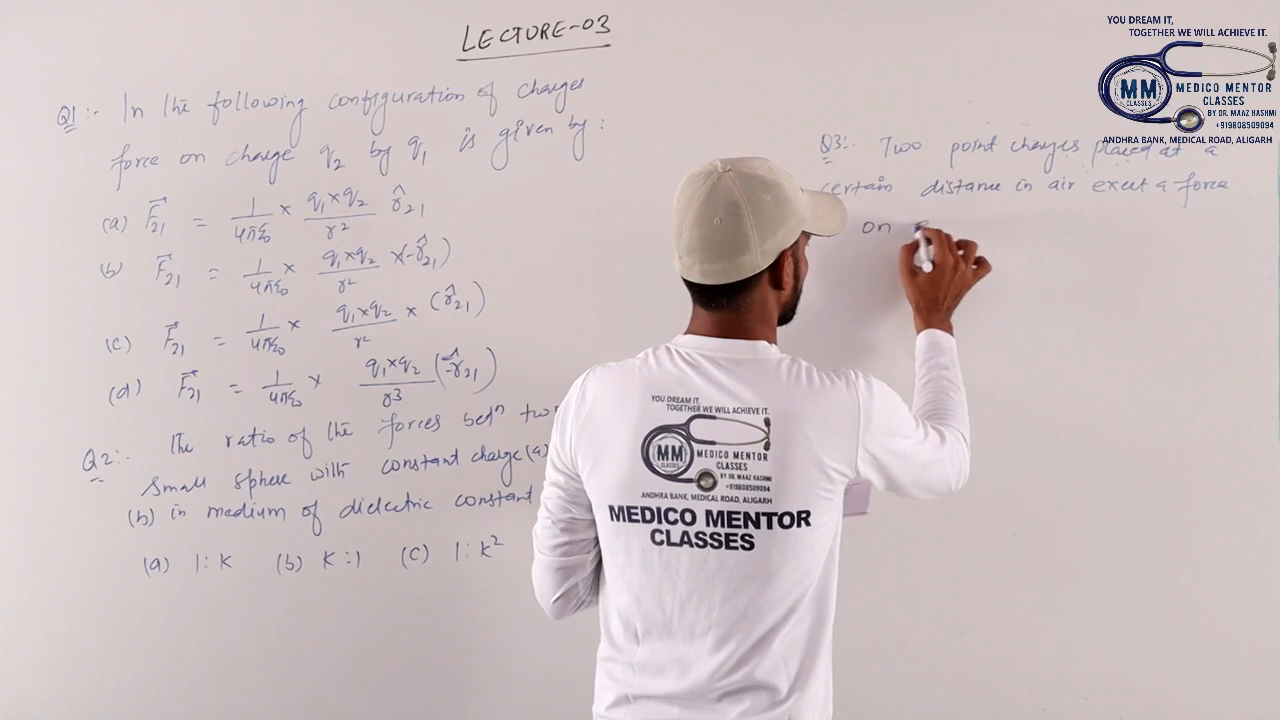 LECTURE-03
Q1:- In the following configuration of charges
force on charge q₂ by q₁ is given by:
(a) F⃗₂₁ = 1/4πε₀ × q₁×q₂/r² r̂₂₁
(b) F⃗₂₁ = 1/4πε₀ × q₁×q₂/r² ×(-r̂₂₁)
(c) F⃗₂₁ = 1/4πε₀ × q₁×q₂/r² × (r̂₂₁)
(d) F⃗₂₁ = 1/4πε₀ × q₁×q₂/r³ (-r⃗₂₁)
Q2:- The ratio of the forces betⁿ two
small sphere with constant charge (a)
(b) in medium of dielectric constant
(a) 1:K (b) K:1 (c) 1:K²
Q3:- Two point charges placed at a
certain distance in air exert a force
on
YOU DREAM IT,
TOGETHER WE WILL ACHIEVE IT.
MM
CLASSES
MEDICO MENTOR
CLASSES
BY DR. MAAZ HASHMI
+919808509094
ANDHRA BANK, MEDICAL ROAD, ALIGARH
YOU DREAM IT,
TOGETHER WE WILL ACHIEVE IT.
MM
CLASSES
MEDICO MENTOR
CLASSES
BY DR. MAAZ HASHMI
+919808509094
ANDHRA BANK, MEDICAL ROAD, ALIGARH
MEDICO MENTOR
CLASSES